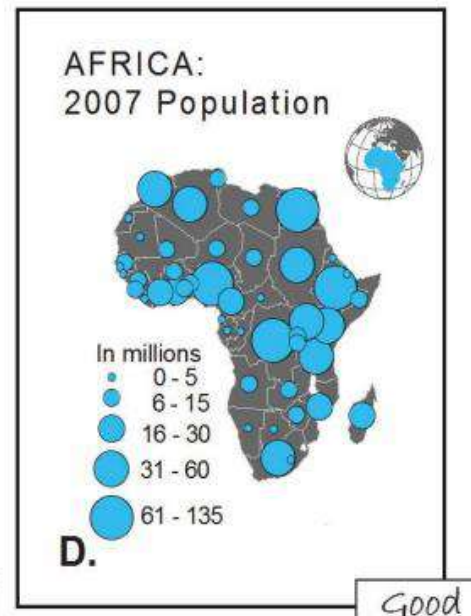 AFRICA:
2007 Population
In millions
0 - 5
6 - 15
16 - 30
31 - 60
61 - 135
D.
Good